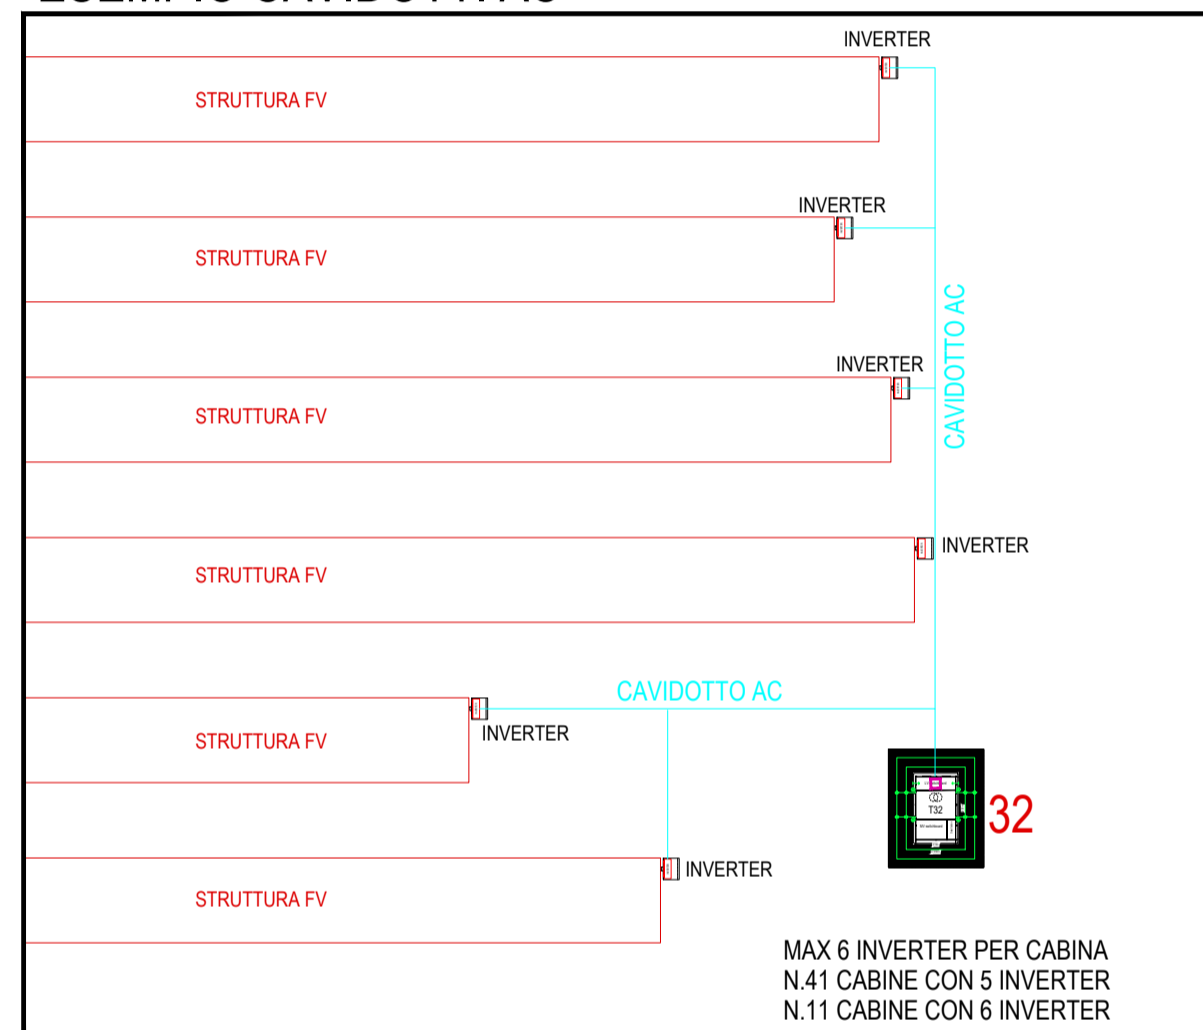 INVERTER
STRUTTURA FV
INVERTER
STRUTTURA FV
CAVIDOTTO AC
INVERTER
STRUTTURA FV
INVERTER
STRUTTURA FV
CAVIDOTTO AC
INVERTER
STRUTTURA FV
T32
32
INVERTER
STRUTTURA FV
MAX 6 INVERTER PER CABINA
N.41 CABINE CON 5 INVERTER
N.11 CABINE CON 6 INVERTER